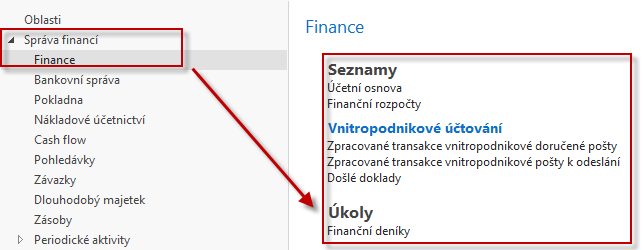 Oblasti
Správa financí
Finance
Bankovní správa
Pokladna
Nákladové účetnictví
Cash flow
Pohledávky
Závazky
Dlouhodobý majetek
Zásoby
Periodické aktivity
Finance
Seznamy
Účetní osnova
Finanční rozpočty
Vnitropodnikové účtování
Zpracované transakce vnitropodnikové doručené pošty
Zpracované transakce vnitropodnikové pošty k odeslání
Došlé doklady
Úkoly
Finanční deníky